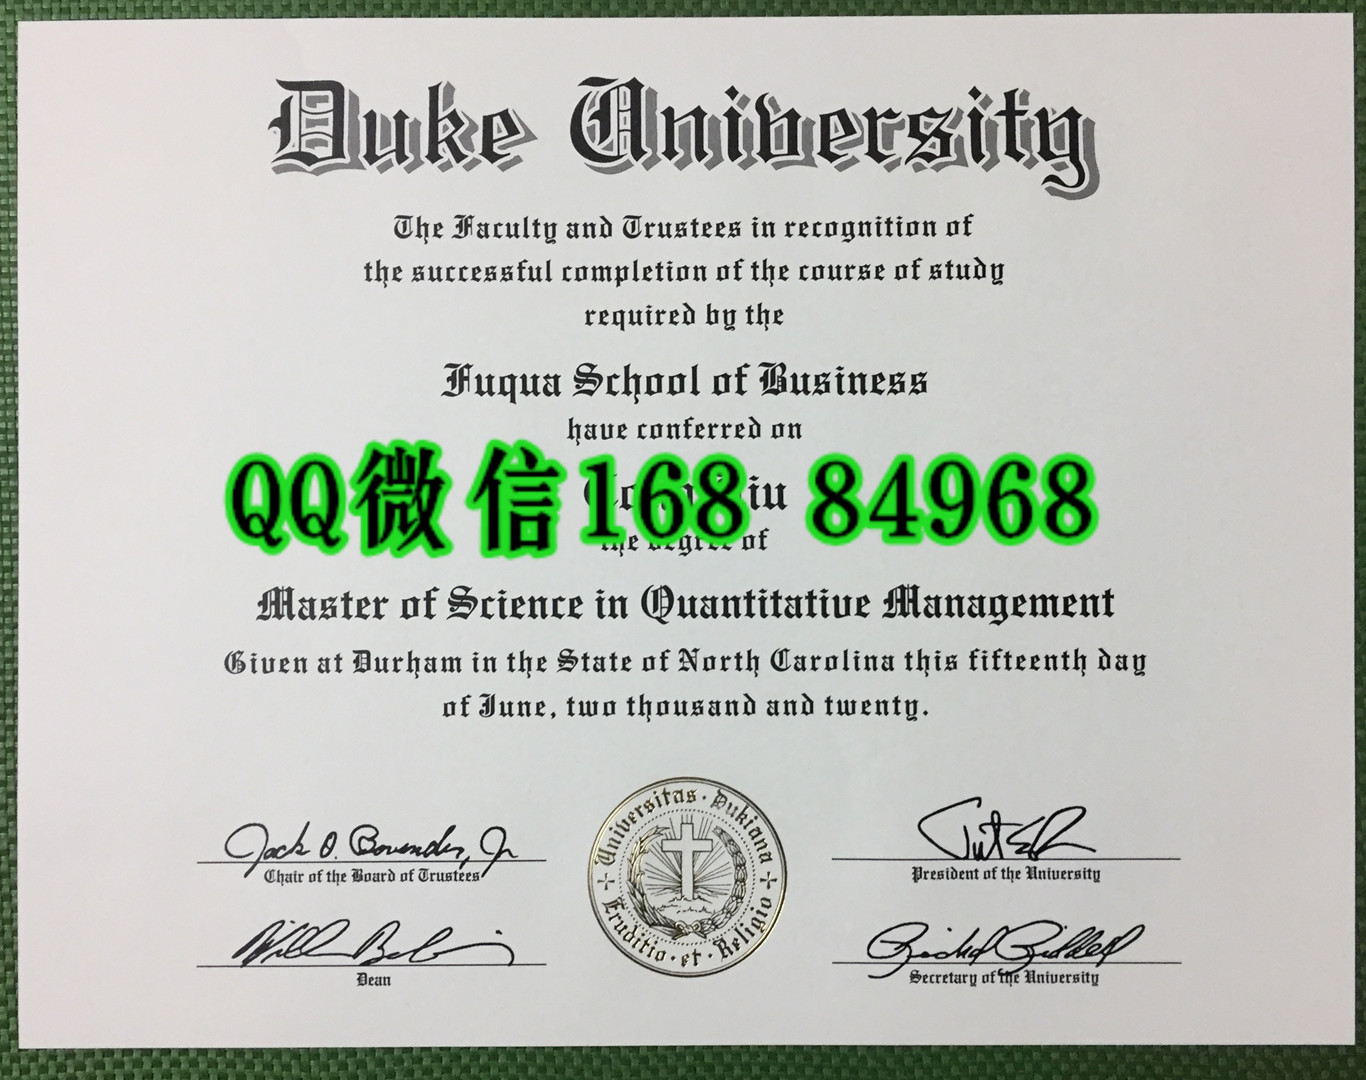 Duke University
The Faculty and Trustees in recognition of
the successful completion of the course of study
required by the
Fuqua School of Business
have conferred on
QQ微信168 84968
the degree of
Master of Science in Quantitative Management
Given at Durham in the State of North Carolina this fifteenth day
of June, two thousand and twenty.
Jack O. Bovender, Jr
Chair of the Board of Trustees
President of the University
Universitas · Dukiana
Eruditio · et · Religio
Dean
Secretary of the University